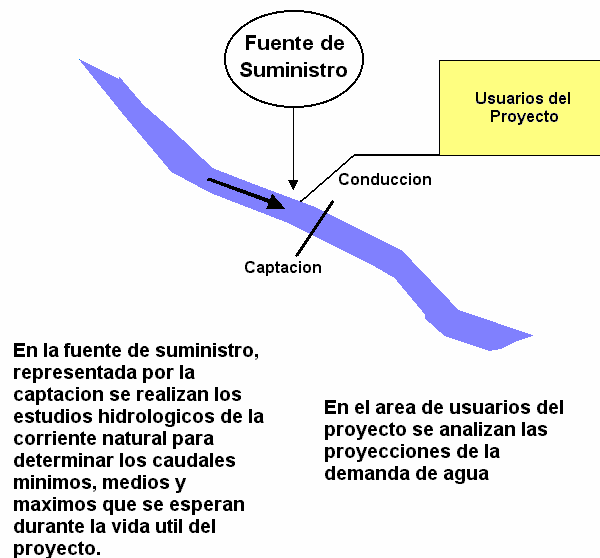 Fuente de
Suministro
Usuarios del
Proyecto
Conduccion
Captacion
En la fuente de suministro,
representada por la
captacion se realizan los
estudios hidrologicos de la
corriente natural para
determinar los caudales
minimos, medios y
maximos que se esperan
durante la vida util del
proyecto.
En el area de usuarios del
proyecto se analizan las
proyecciones de la
demanda de agua